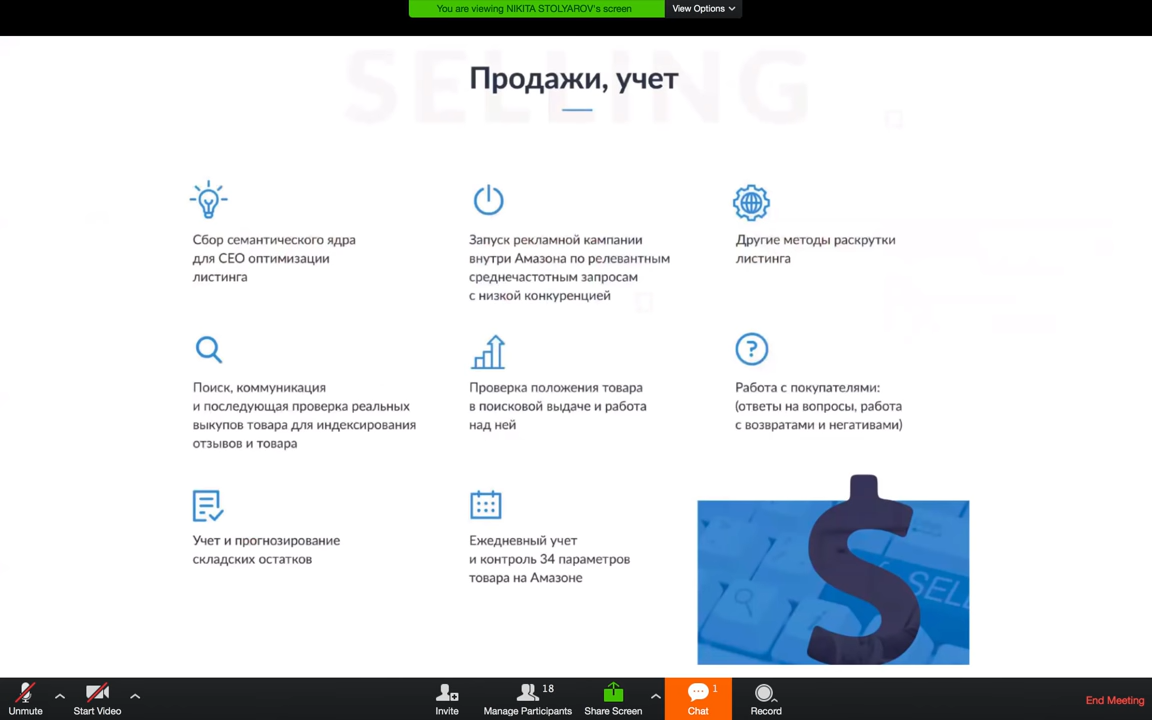 You are viewing NIKITA STOLYAROV's screen
View Options
SELLING
Продажи, учет
Сбор семантического ядра
для СЕО оптимизации
листинга
Запуск рекламной кампании
внутри Амазона по релевантным
среднечастотным запросам
с низкой конкуренцией
Другие методы раскрутки
листинга
Поиск, коммуникация
и последующая проверка реальных
выкупов товара для индексирования
отзывов и товара
Проверка положения товара
в поисковой выдаче и работа
над ней
Работа с покупателями:
(ответы на вопросы, работа
с возвратами и негативами)
Учет и прогнозирование
складских остатков
Ежедневный учет
и контроль 34 параметров
товара на Амазоне
SELL
Unmute
Start Video
Invite
18
Manage Participants
Share Screen
1
Chat
Record
End Meeting